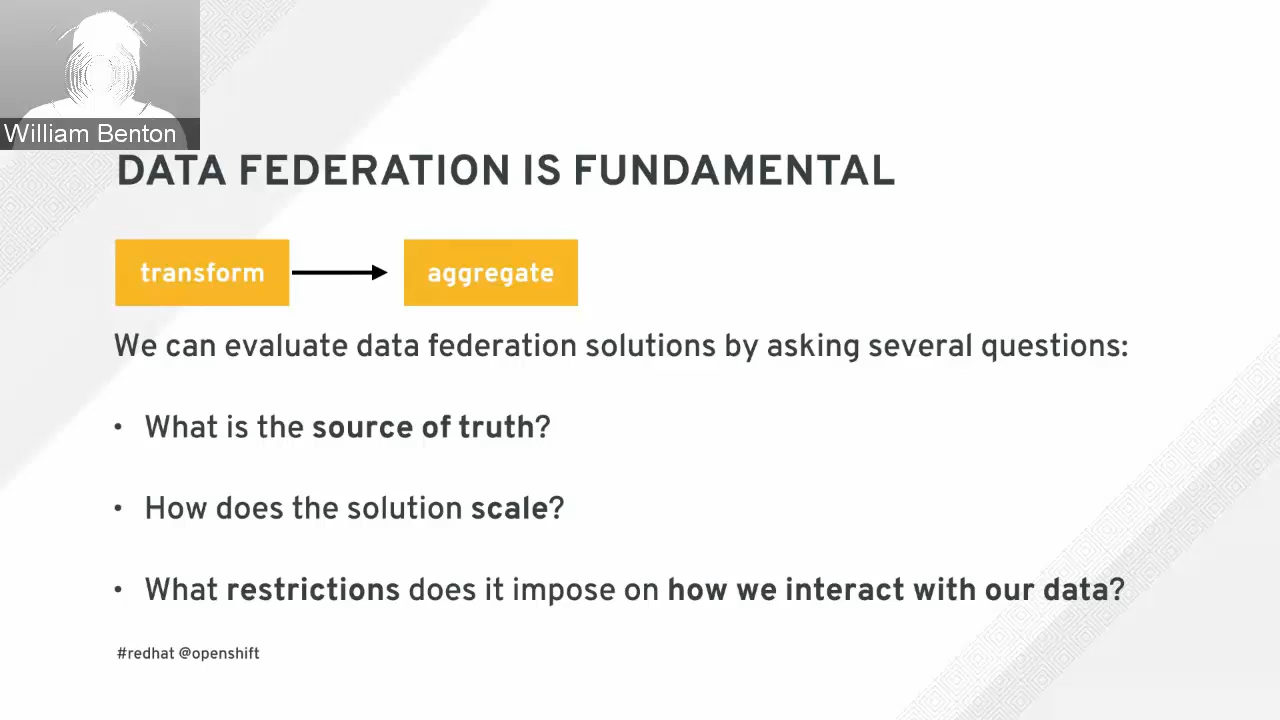 William Benton
DATA FEDERATION IS FUNDAMENTAL
transform
aggregate
We can evaluate data federation solutions by asking several questions:
• What is the source of truth?
• How does the solution scale?
• What restrictions does it impose on how we interact with our data?
#redhat @openshift